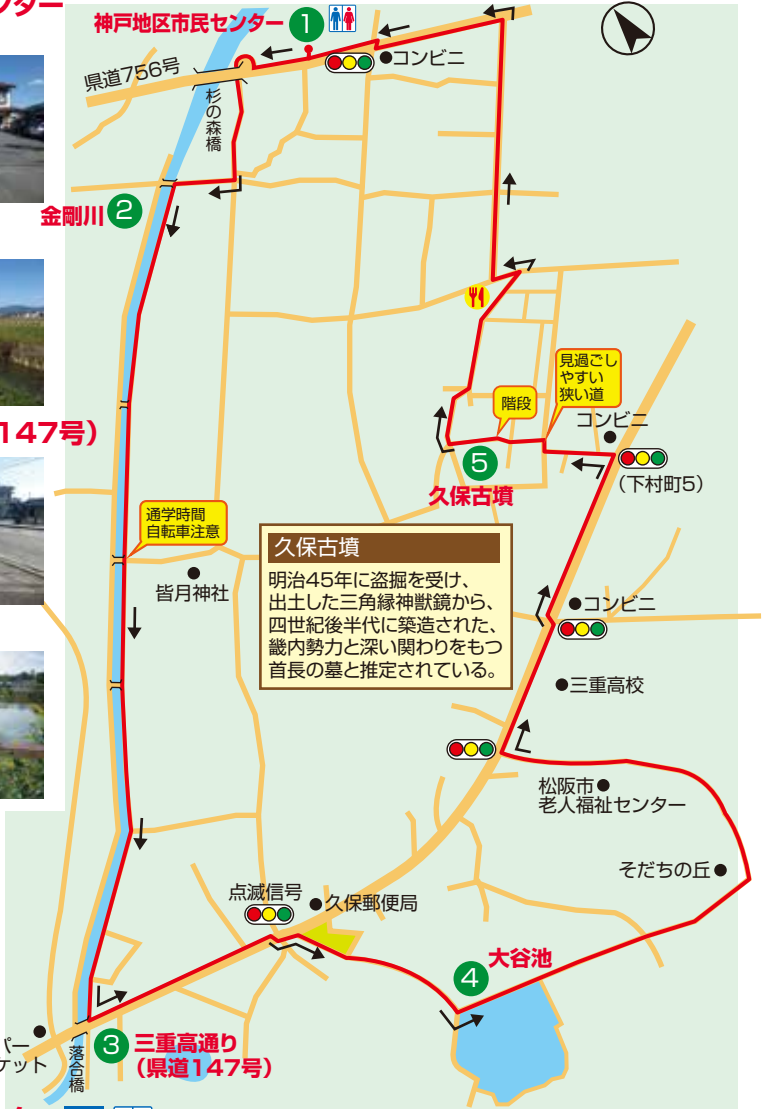 ンター
神戸地区市民センター
1
コンビニ
県道756号
杉の森橋
金剛川
2
147号）
見過ごし
やすい
狭い道
階段
コンビニ
5
久保古墳
（下村町5）
通学時間
自転車注意
皆月神社
久保古墳
明治45年に盗掘を受け、
出土した三角縁神獣鏡から、
四世紀後半代に築造された、
畿内勢力と深い関わりをもつ
首長の墓と推定されている。
コンビニ
三重高校
松阪市
老人福祉センター
そだちの丘
点滅信号
久保郵便局
大谷池
4
パー
ケット
落合橋
3
三重高通り
（県道147号）